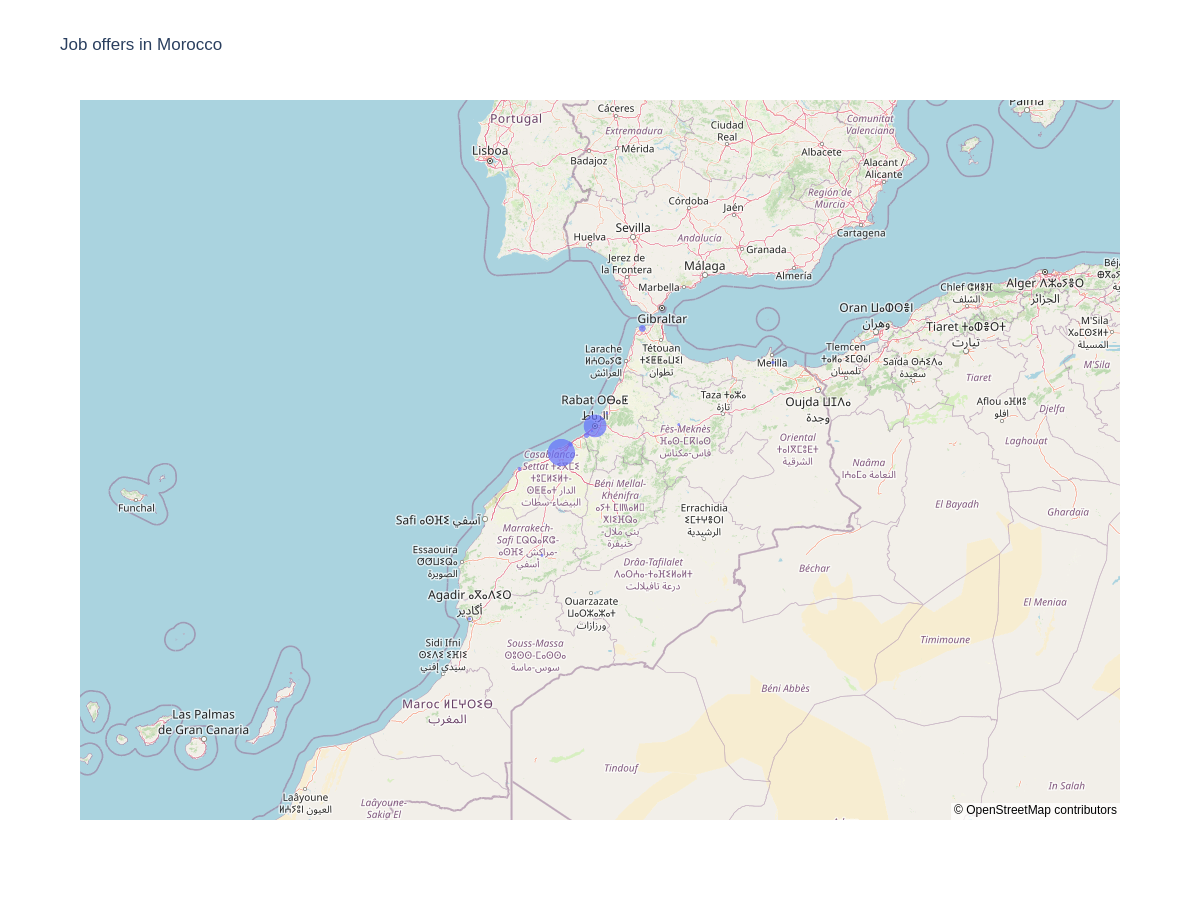 Job offers in Morocco
Palma
Cáceres
Portugal
Comunitat
Valenciana
Ciudad
Real
Extremadura
Lisboa
Mérida
Albacete
Badajoz
Alacant /
Alicante
Región de
Murcia
Córdoba
Jaén
Sevilla
Huelva
Andalucía
Cartagena
Granada
Jerez de
la Frontera
Málaga
Almería
Marbella
Chlef
الشلف
Alger
الجزائر
Gibraltar
Oran
وهران
Tiaret
تيارت
M'Sila
المسيلة
Larache
العرائش
Tétouan
تطوان
Melilla
Tlemcen
تلمسان
Saïda
سعيدة
M'Sila
Tiaret
Taza
تازة
Rabat
الرباط
Oujda
وجدة
Aflou
افلو
Djelfa
Fès-Meknès
فاس-مكناس
Oriental
الشرقية
Laghouat
Casablanca-
Settat
الدار
البيضاء-سطات
Naâma
النعامة
Béni Mellal-
Khénifra
بني ملال-
خنيفرة
Funchal
El Bayadh
Ghardaïa
Errachidia
الرشيدية
Safi آسفي
Marrakech-
Safi
مراكش-
أسفي
Essaouira
الصويرة
Drâa-Tafilalet
درعة تافيلالت
Béchar
Agadir
أكادير
Ouarzazate
ورزازات
El Meniaa
Timimoune
Sidi Ifni
سيدي إفني
Souss-Massa
سوس-ماسة
Béni Abbès
Maroc ⵍⵎⵖⵔⵉⴱ
المغرب
Las Palmas
de Gran Canaria
Tindouf
In Salah
Laâyoune
العيون
Laâyoune-
Sakia El
© OpenStreetMap contributors